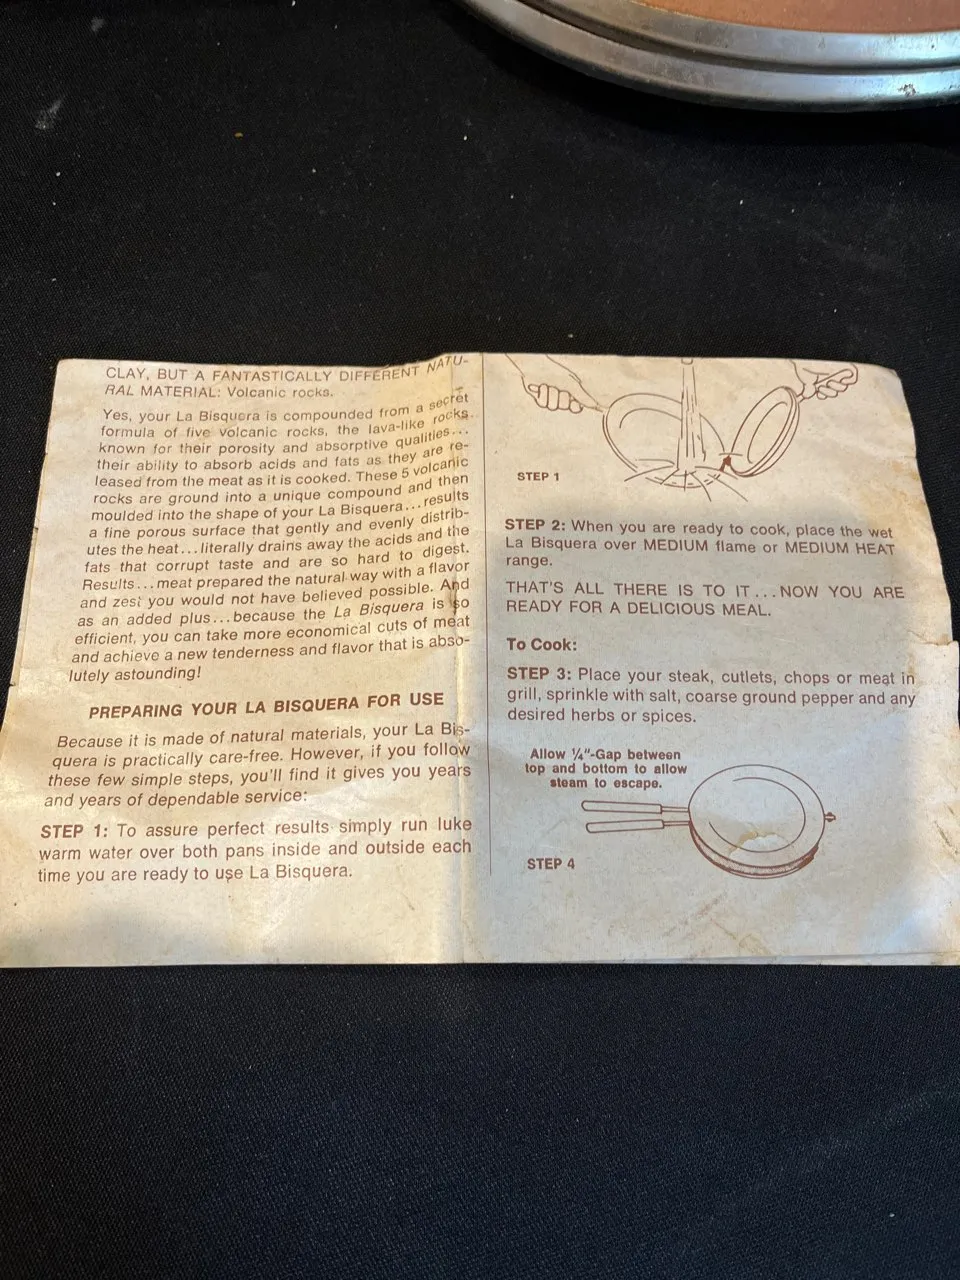 CLAY, BUT A FANTASTICALLY DIFFERENT NATU-
RAL MATERIAL: Volcanic rocks.
Yes, your La Bisquera is compounded from a secret
formula of five volcanic rocks, the lava-like rocks...
known for their porosity and absorptive qualities...
their ability to absorb acids and fats as they are re-
leased from the meat as it is cooked. These 5 volcanic
rocks are ground into a unique compound and then
moulded into the shape of your La Bisquera...results
a fine porous surface that gently and evenly distrib-
utes the heat...literally drains away the acids and the
fats that corrupt taste and are so hard to digest.
Results...meat prepared the natural way with a flavor
and zest you would not have believed possible. And
as an added plus...because the La Bisquera is so
efficient, you can take more economical cuts of meat
and achieve a new tenderness and flavor that is abso-
lutely astounding!
PREPARING YOUR LA BISQUERA FOR USE
Because it is made of natural materials, your La Bis-
quera is practically care-free. However, if you follow
these few simple steps, you'll find it gives you years
and years of dependable service:
STEP 1: To assure perfect results simply run luke
warm water over both pans inside and outside each
time you are ready to use La Bisquera.
STEP 1
STEP 2: When you are ready to cook, place the wet
La Bisquera over MEDIUM flame or MEDIUM HEAT
range.
THAT'S ALL THERE IS TO IT...NOW YOU ARE
READY FOR A DELICIOUS MEAL.
To Cook:
STEP 3: Place your steak, cutlets, chops or meat in
grill, sprinkle with salt, coarse ground pepper and any
desired herbs or spices.
Allow 1/4"-Gap between
top and bottom to allow
steam to escape.
STEP 4